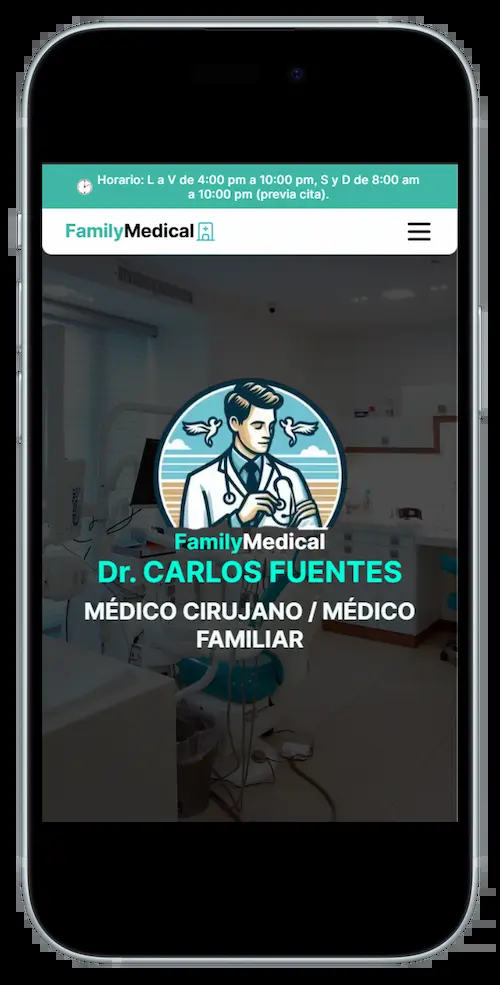 Horario: L a V de 4:00 pm a 10:00 pm, S y D de 8:00 am
a 10:00 pm (previa cita).
FamilyMedical
FamilyMedical
Dr. CARLOS FUENTES
MÉDICO CIRUJANO / MÉDICO
FAMILIAR